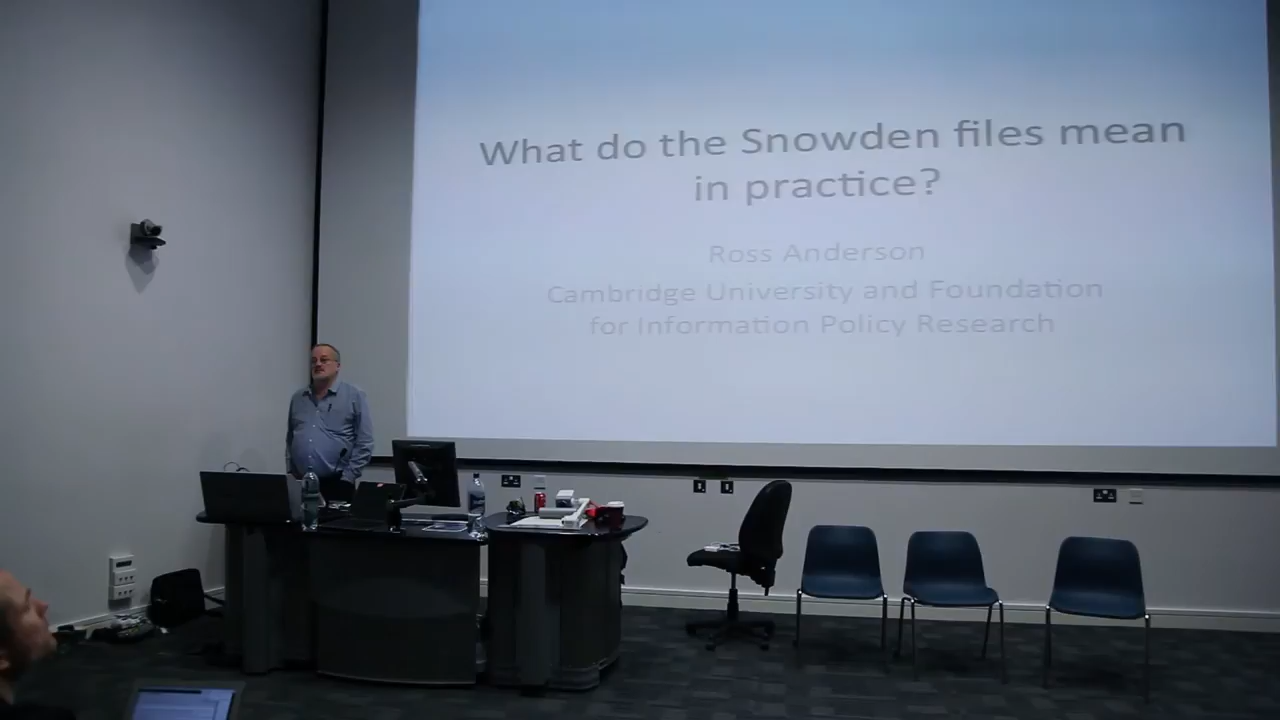 What do the Snowden files mean
in practice?
Ross Anderson
Cambridge University and Foundation
for Information Policy Research